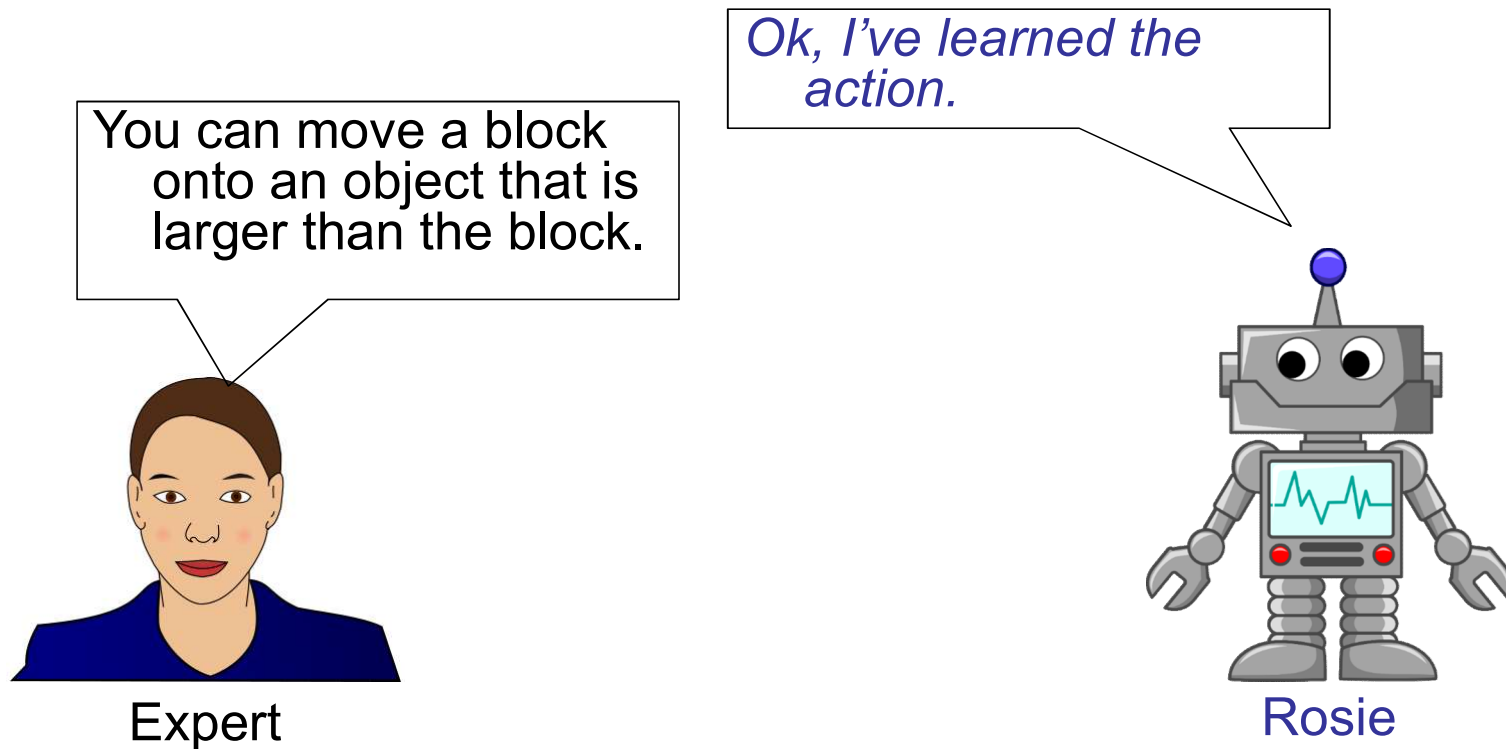 Ok, I've learned the
action.
You can move a block
onto an object that is
larger than the block.
Expert
Rosie